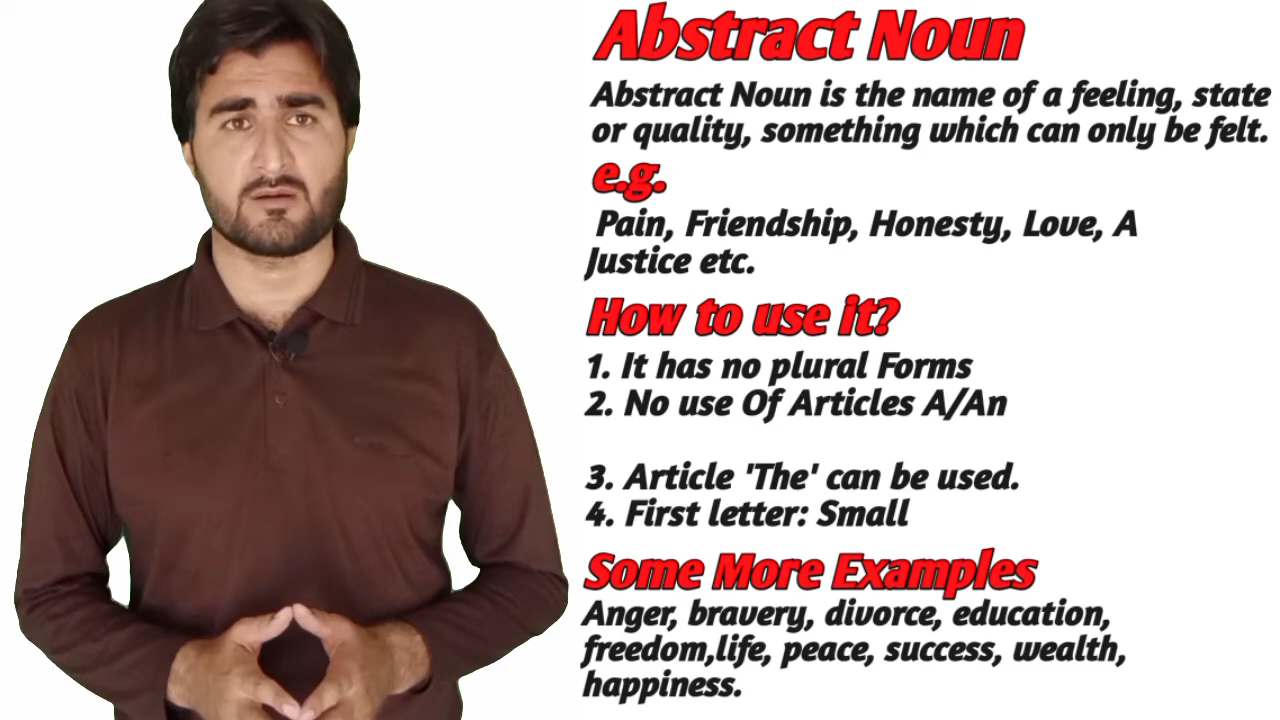 Abstract Noun
Abstract Noun is the name of a feeling, state
or quality, something which can only be felt.
e.g.
Pain, Friendship, Honesty, Love, A
Justice etc.
How to use it?
1. It has no plural Forms
2. No use Of Articles A/An
3. Article 'The' can be used.
4. First letter: Small
Some More Examples
Anger, bravery, divorce, education,
freedom,life, peace, success, wealth,
happiness.